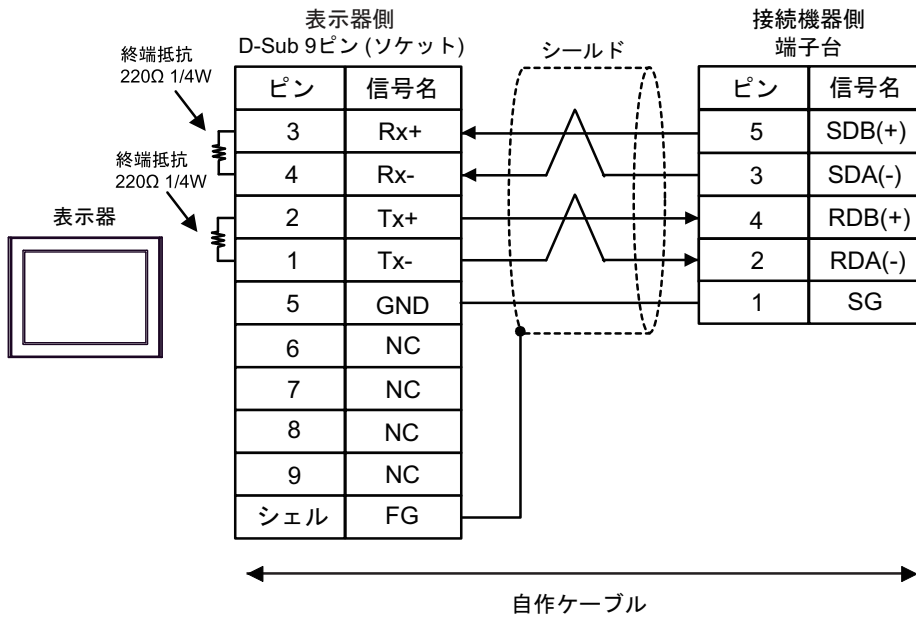 表示器側
D-Sub 9ピン (ソケット)
接続機器側
端子台
シールド
終端抵抗
220Ω 1/4W
終端抵抗
220Ω 1/4W
表示器
ピン 信号名
3 Rx+
4 Rx-
2 Tx+
1 Tx-
5 GND
6 NC
7 NC
8 NC
9 NC
シェル FG
ピン 信号名
5 SDB(+)
3 SDA(-)
4 RDB(+)
2 RDA(-)
1 SG
自作ケーブル